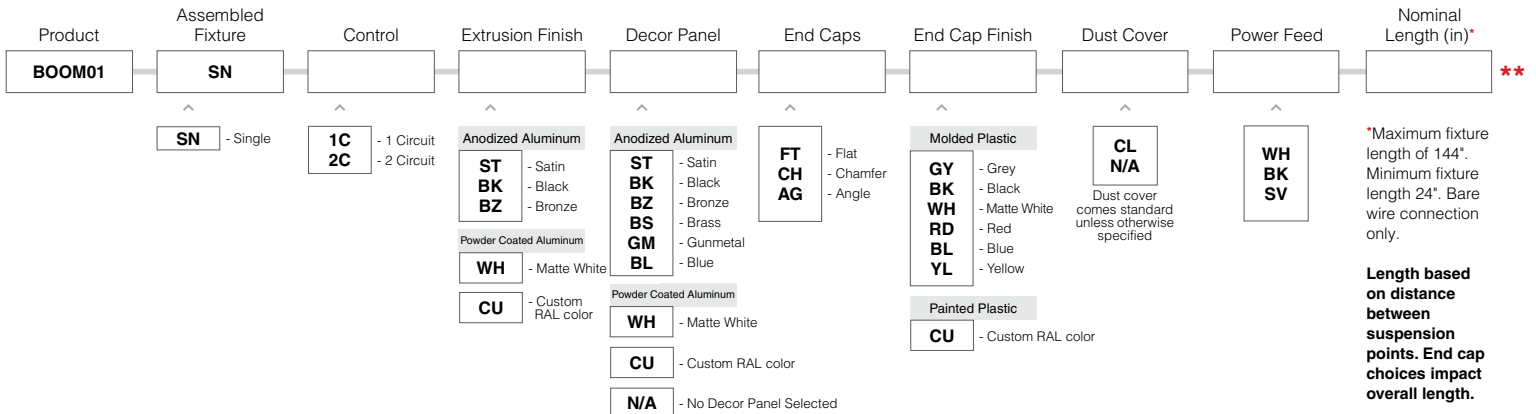 Product
BOOM01
Assembled
Fixture
SN
SN - Single
Control
1C - 1 Circuit
2C - 2 Circuit
Extrusion Finish
Anodized Aluminum
ST - Satin
BK - Black
BZ - Bronze
Powder Coated Aluminum
WH - Matte White
CU - Custom
RAL color
Decor Panel
Anodized Aluminum
ST - Satin
BK - Black
BZ - Bronze
BS - Brass
GM - Gunmetal
BL - Blue
Powder Coated Aluminum
WH - Matte White
CU - Custom RAL color
N/A - No Decor Panel Selected
End Caps
FT - Flat
CH - Chamfer
AG - Angle
End Cap Finish
Molded Plastic
GY - Grey
BK - Black
WH - Matte White
RD - Red
BL - Blue
YL - Yellow
Painted Plastic
CU - Custom RAL color
Dust Cover
CL
N/A
Dust cover
comes standard
unless otherwise
specified
Power Feed
WH
BK
SV
Nominal
Length (in)*
**
*Maximum fixture
length of 144".
Minimum fixture
length 24". Bare
wire connection
only.
Length based
on distance
between
suspension
points. End cap
choices impact
overall length.